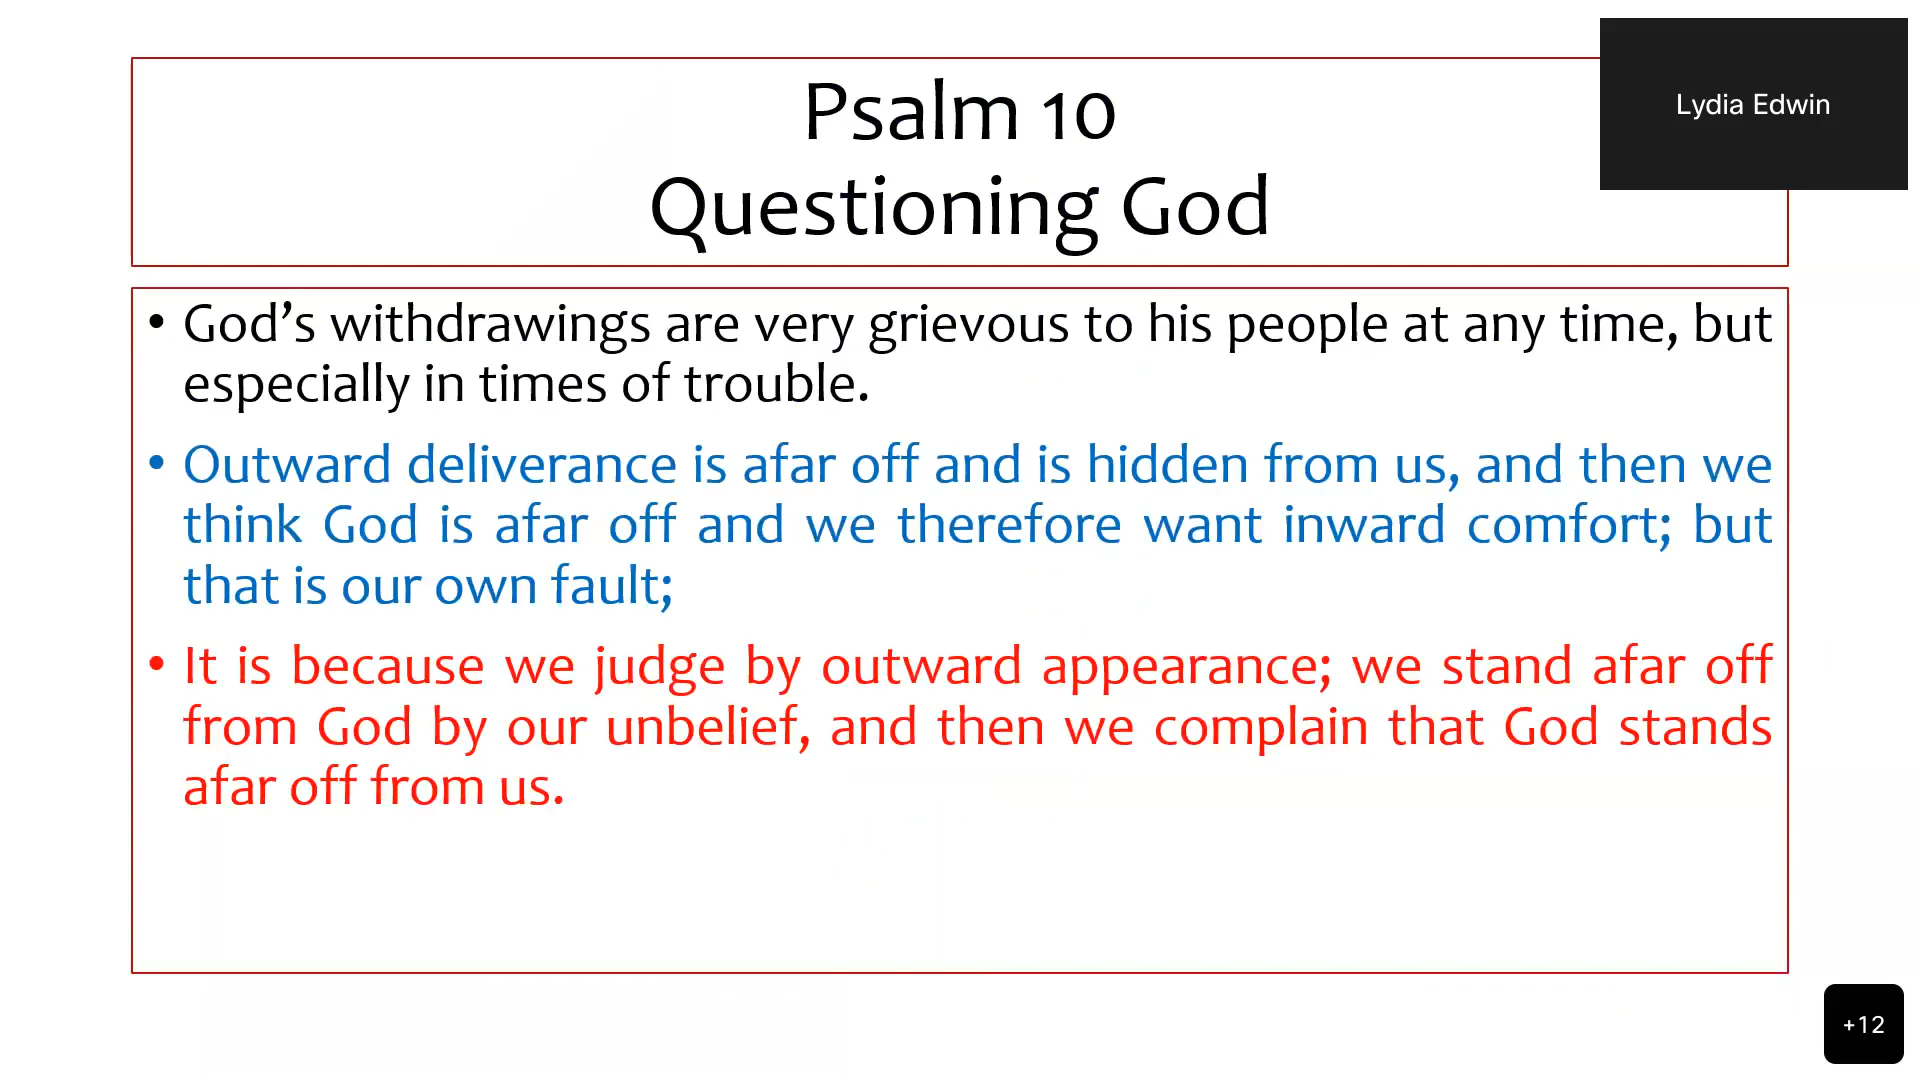 Psalm 10
Questioning God
Lydia Edwin
• God’s withdrawings are very grievous to his people at any time, but
especially in times of trouble.
• Outward deliverance is afar off and is hidden from us, and then we
think God is afar off and we therefore want inward comfort; but
that is our own fault;
• It is because we judge by outward appearance; we stand afar off
from God by our unbelief, and then we complain that God stands
afar off from us.
+12